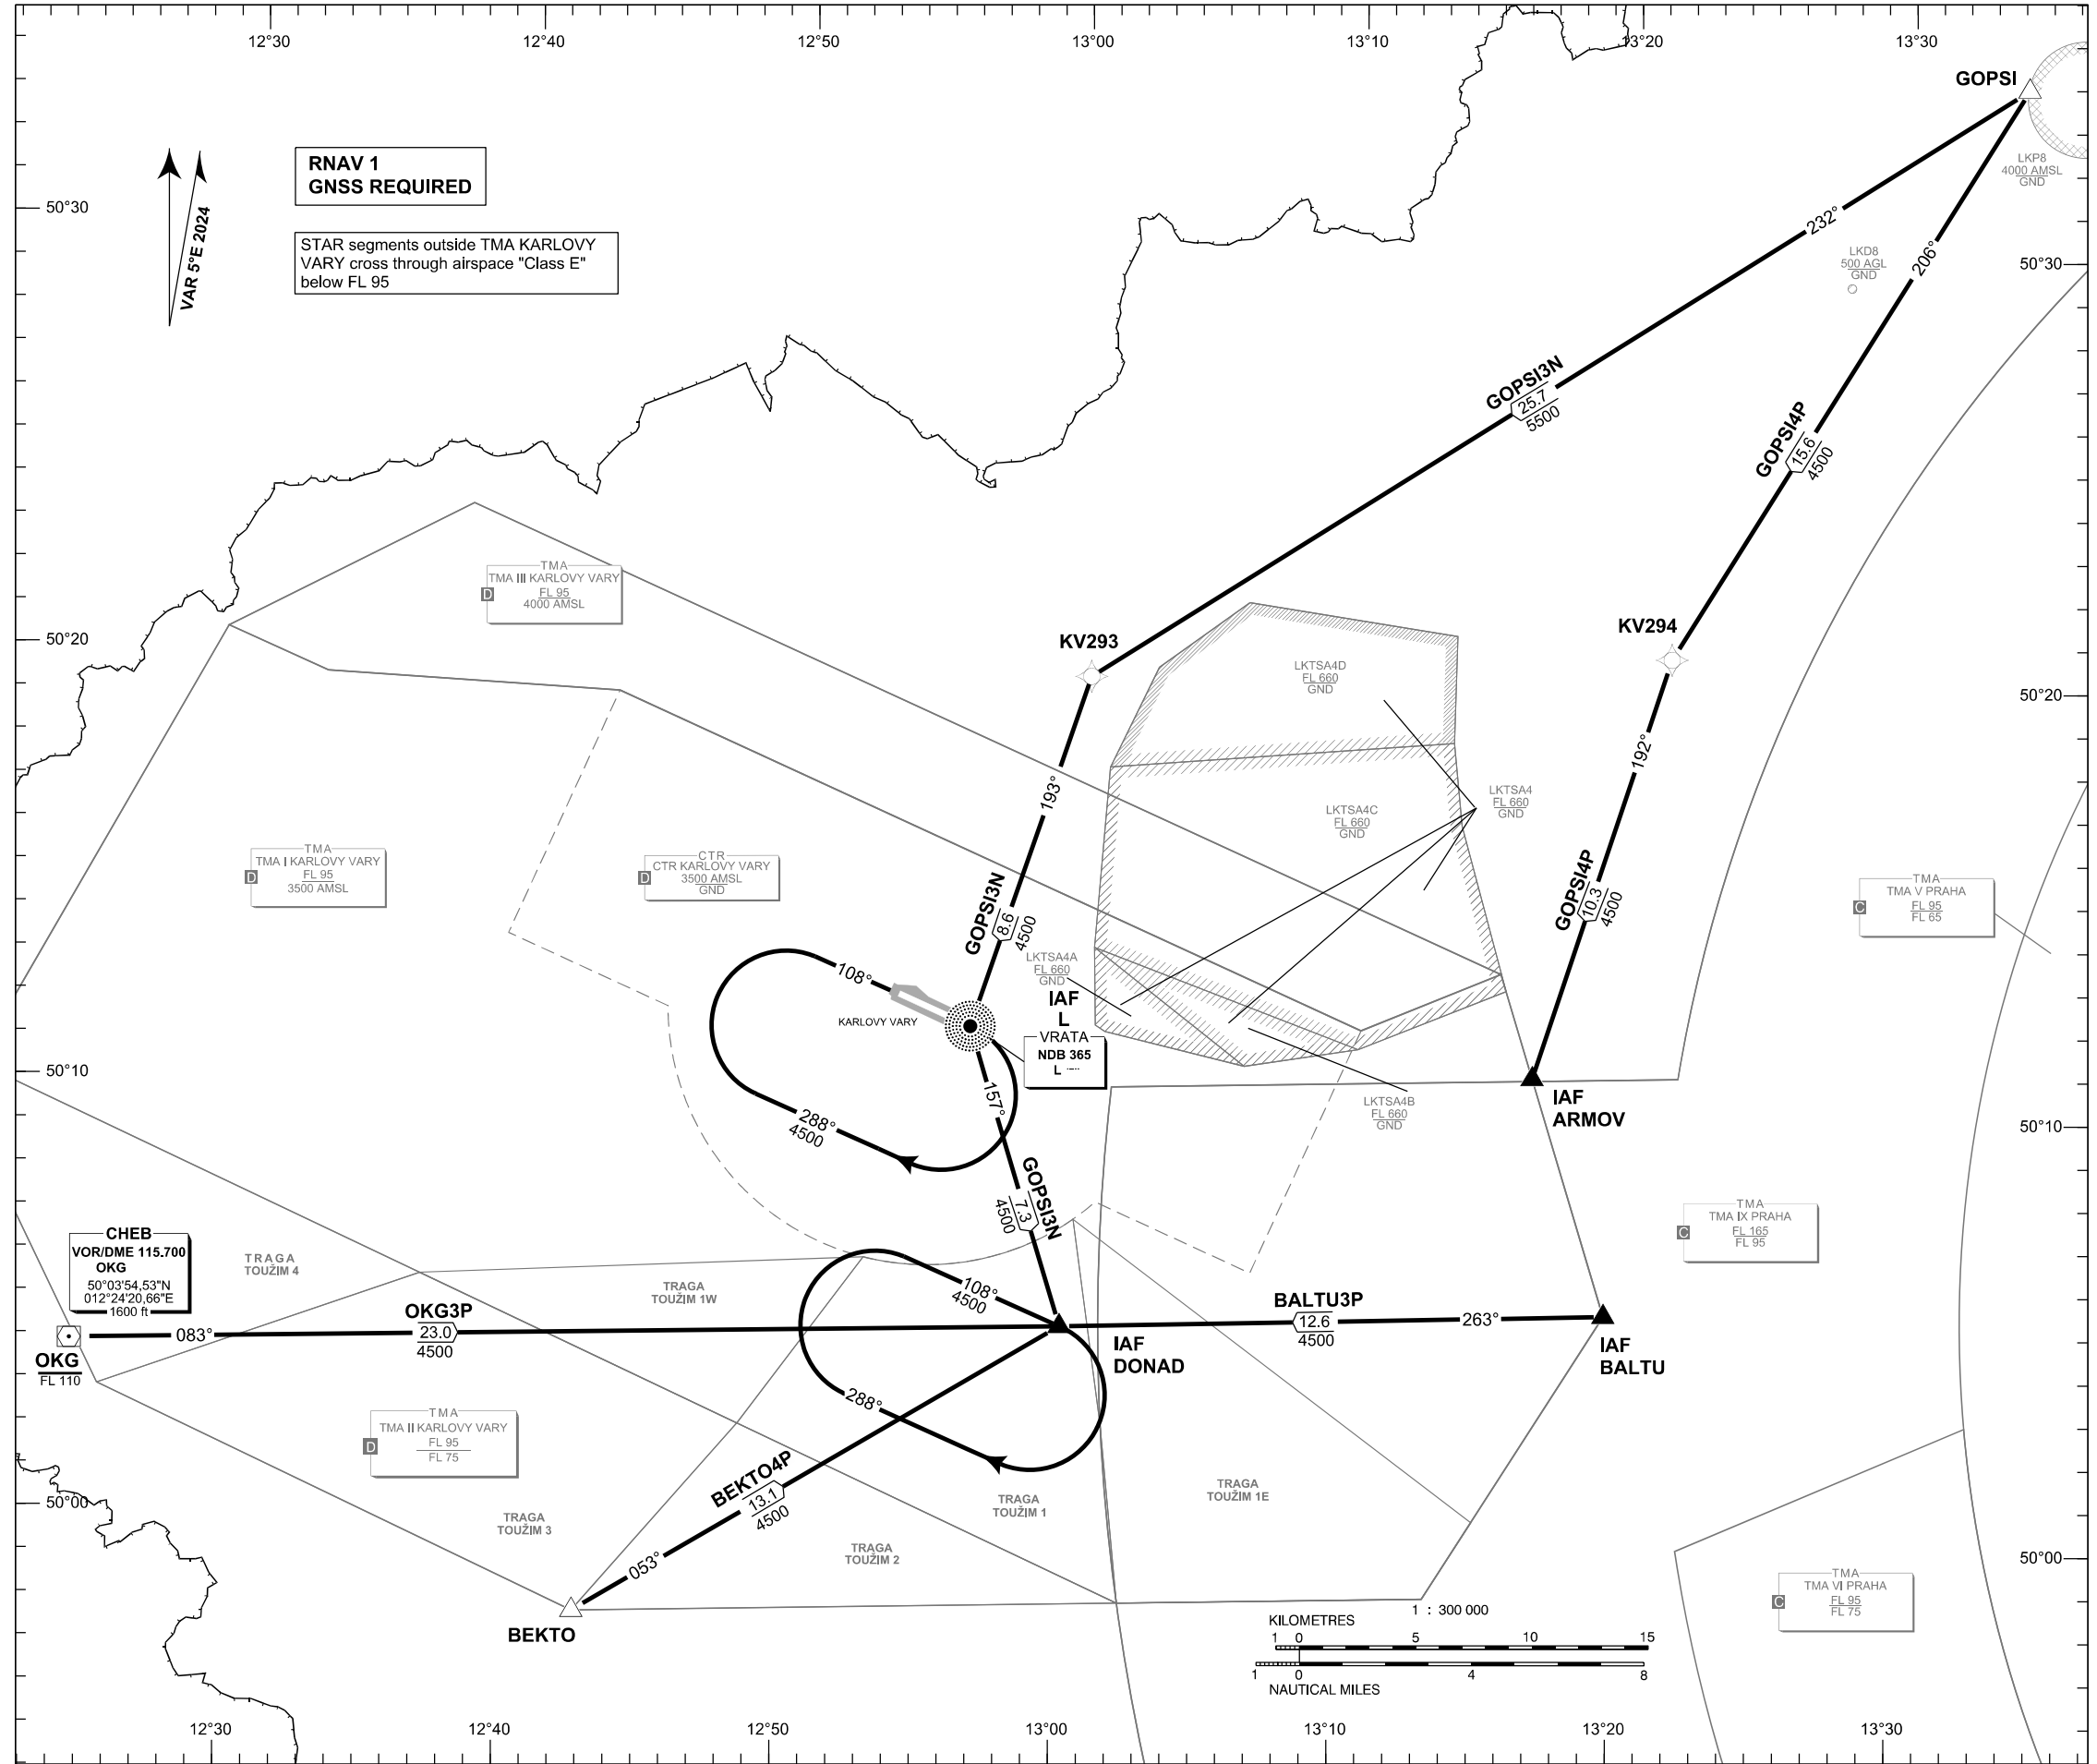 12°30
12°40
12°50
13°00
13°10
13°20
13°30
GOPSI
LKP8
4000 AMSL
GND
RNAV 1
GNSS REQUIRED
VAR 5°E 2024
50°30
STAR segments outside TMA KARLOVY
VARY cross through airspace "Class E"
below FL 95
232°
206°
LKD8
500 AGL
GND
50°30
GOPSI3N
25.7
5500
GOPSI4P
15.6
4500
TMA
TMA III KARLOVY VARY
D
FL 95
4000 AMSL
50°20
KV293
KV294
LKTSA4D
FL 660
GND
50°20
193°
192°
LKTSA4
FL 660
GND
LKTSA4C
FL 660
GND
TMA
TMA I KARLOVY VARY
D
FL 95
3500 AMSL
CTR
CTR KARLOVY VARY
D
3500 AMSL
GND
GOPSI3N
8.6
4500
GOPSI4P
10.3
4500
TMA
TMA V PRAHA
C
FL 95
FL 65
108°
LKTSA4A
FL 660
GND
IAF
L
KARLOVY VARY
VRATA
NDB 365
L
50°10
157°
IAF
ARMOV
LKTSA4B
FL 660
GND
288°
4500
50°10
GOPSI3N
7.3
4500
TMA
TMA IX PRAHA
C
FL 165
FL 95
CHEB
VOR/DME 115.700
OKG
50°03'54,53"N
012°24'20,66"E
1600 ft
TRAGA
TOUŽIM 4
TRAGA
TOUŽIM 1W
108°
4500
OKG3P
23.0
4500
083°
BALTU3P
12.6
4500
263°
OKG
FL 110
IAF
DONAD
IAF
BALTU
288°
TMA
TMA II KARLOVY VARY
D
FL 95
FL 75
BEKTO4P
13.1
4500
50°00
TRAGA
TOUŽIM 3
TRAGA
TOUŽIM 1
TRAGA
TOUŽIM 1E
TRAGA
TOUŽIM 2
053°
50°00
BEKTO
TMA
TMA VI PRAHA
C
FL 95
FL 75
1 : 300 000
KILOMETRES
1 0 5 10 15
1 0 4 8
NAUTICAL MILES
12°30
12°40
12°50
13°00
13°10
13°20
13°30